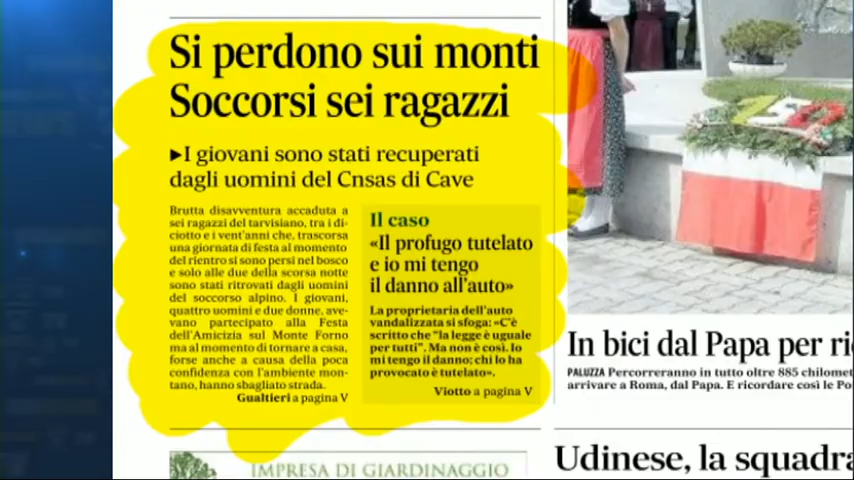 Si perdono sui monti
Soccorsi sei ragazzi
►I giovani sono stati recuperati
dagli uomini del Cnsas di Cave
Brutta disavventura accaduta a
sei ragazzi del tarvisiano, tra i di-
ciotto e i vent'anni che, trascorsa
una giornata di festa al momento
del rientro si sono persi nel bosco
e solo alle due della scorsa notte
sono stati ritrovati dagli uomini
del soccorso alpino. I giovani,
quattro uomini e due donne, ave-
vano partecipato alla Festa
dell'Amicizia sul Monte Forno
ma al momento di tornare a casa,
forse anche a causa della poca
confidenza con l'ambiente mon-
tano, hanno sbagliato strada.
Gualtieri a pagina V
Il caso
«Il profugo tutelato
e io mi tengo
il danno all'auto»
La proprietaria dell'auto
vandalizzata si sfoga: «C'è
scritto che "la legge è uguale
per tutti". Ma non è così. Io
mi tengo il danno; chi lo ha
provocato è tutelato».
Viotto a pagina V
IMPRESA DI GIARDINAGGIO
In bici dal Papa per ri
PALUZZA Percorreranno in tutto oltre 885 chilomet
arrivare a Roma, dal Papa. E ricordare così le Po
Udinese, la squadra